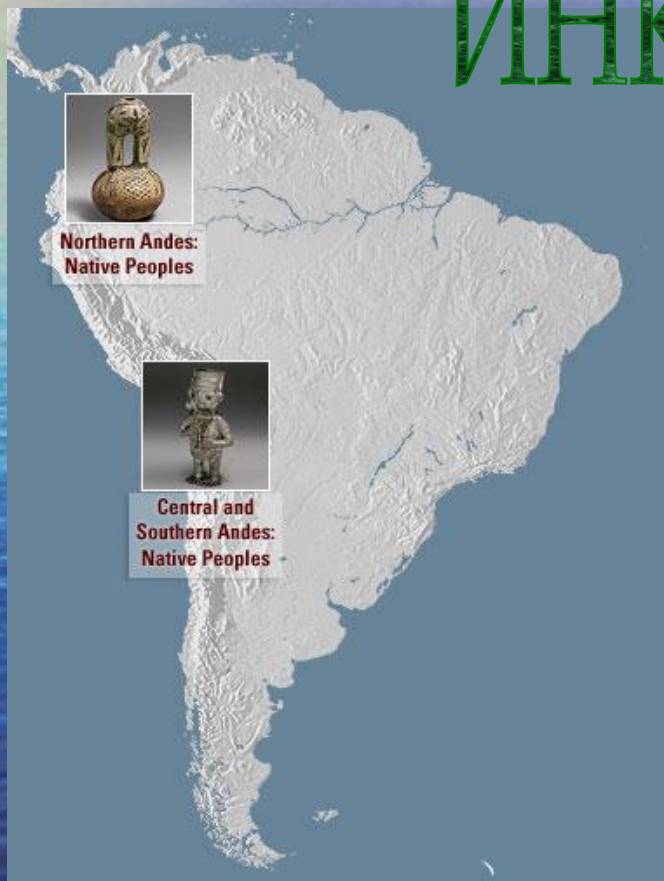 ИНК
Northern Andes:
Native Peoples
Central and
Southern Andes:
Native Peoples